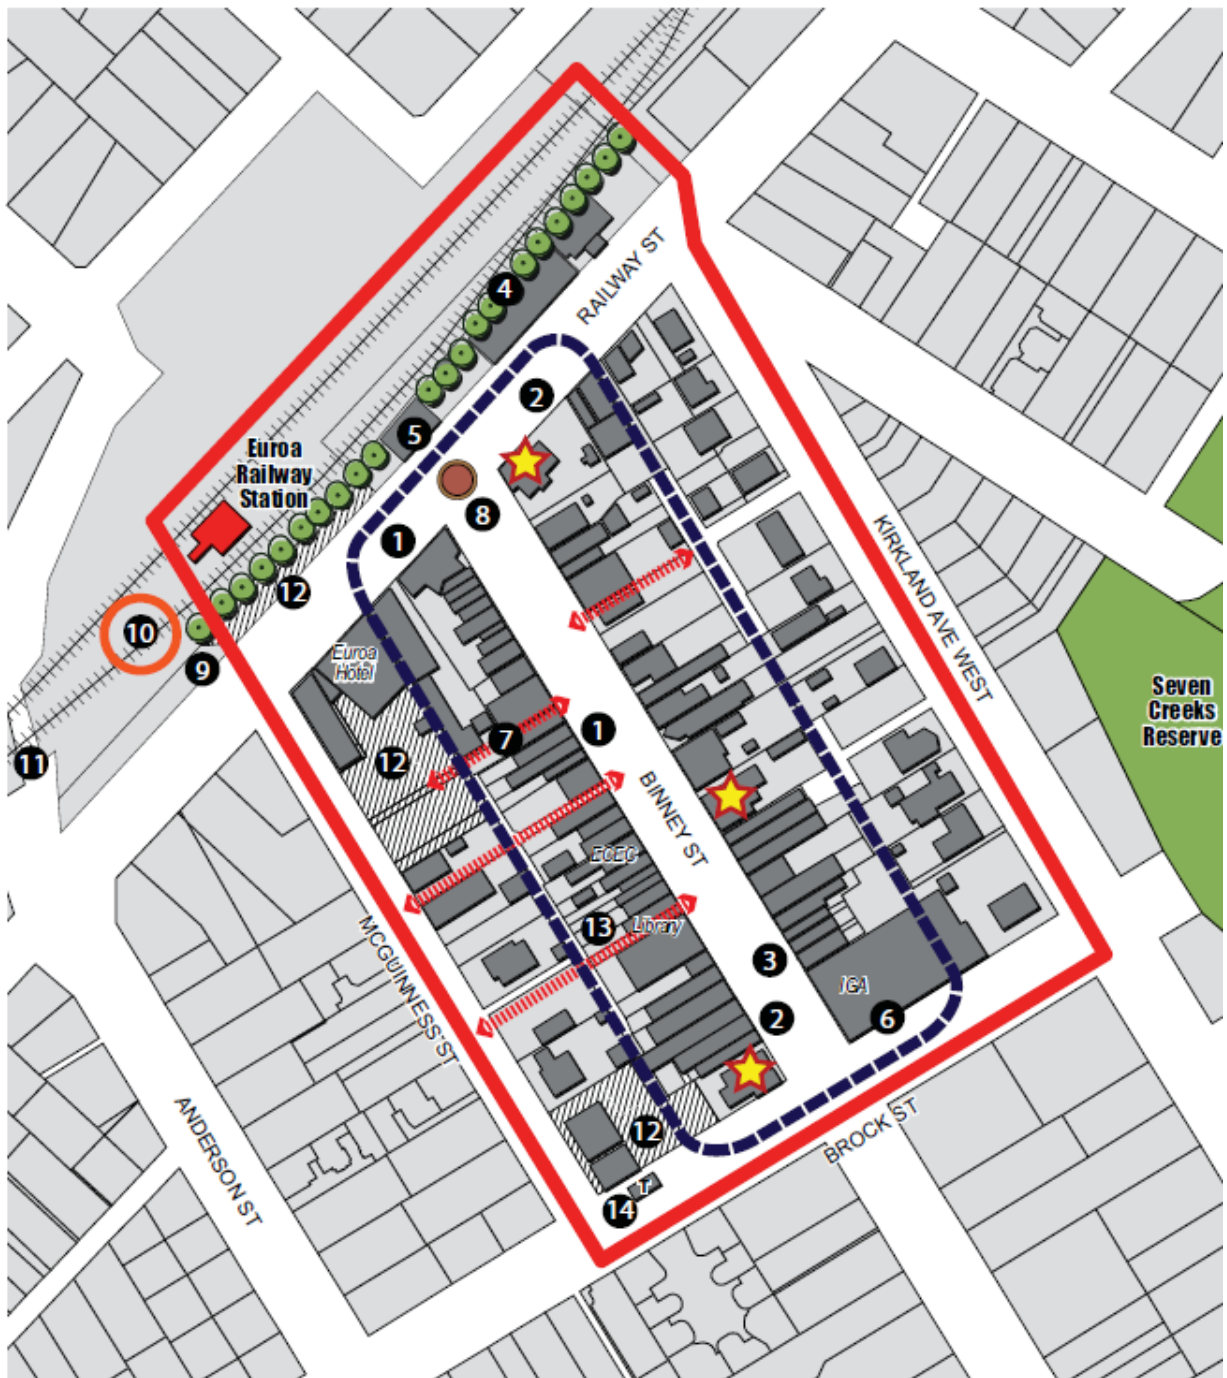 RAILWAY ST
4
2
5
Euroa
Railway
Station
8
1
12
10
9
KIRKLAND AVE WEST
Euroa
Hotel
Seven
Creeks
Reserve
11
12
7
1
BINNEY ST
ECEC
13
Library
MCGUINNESS ST
3
IGA
2
6
ANDERSON ST
12
BROCK ST
T
14